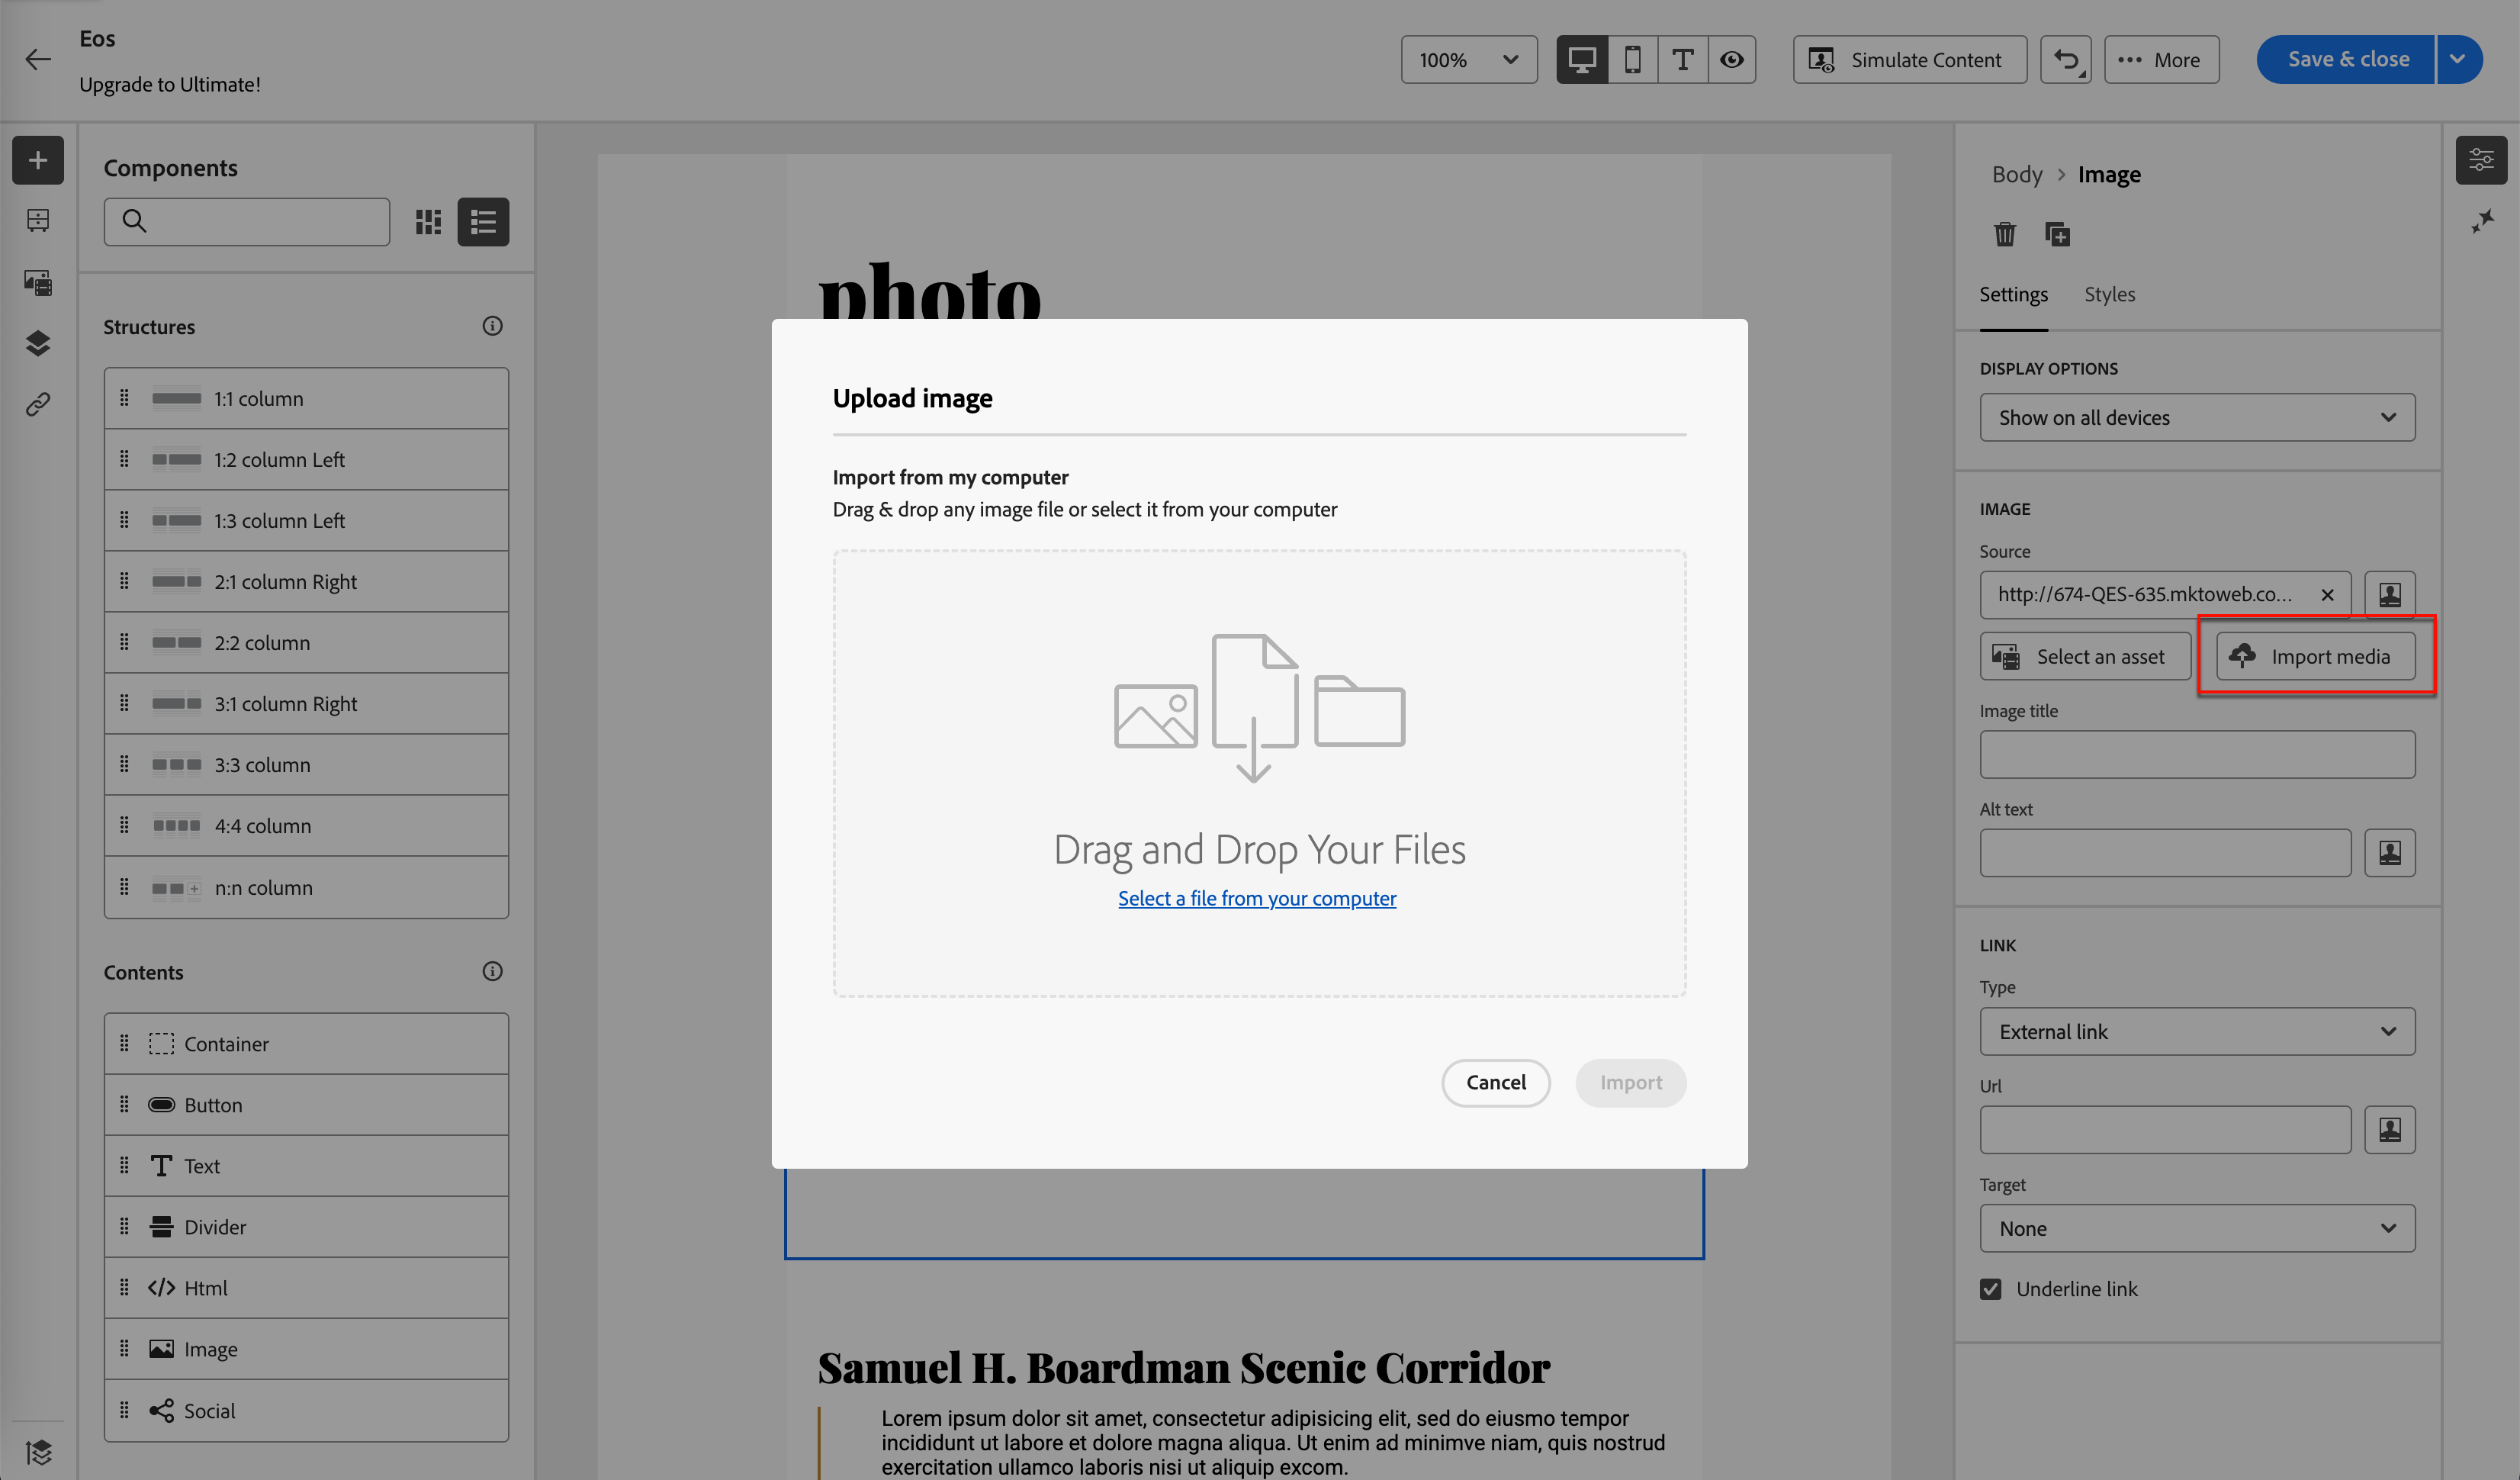 Eos
Upgrade to Ultimate!
100%
Simulate Content
More
Save & close
Components
Structures
1:1 column
1:2 column Left
1:3 column Left
2:1 column Right
2:2 column
3:1 column Right
3:3 column
4:4 column
n:n column
Contents
Container
Button
Text
Divider
Html
Image
Social
photo
Upload image
Import from my computer
Drag & drop any image file or select it from your computer
Drag and Drop Your Files
Select a file from your computer
Cancel
Import
Samuel H. Boardman Scenic Corridor
Lorem ipsum dolor sit amet, consectetur adipisicing elit, sed do eiusmo tempor
incididunt ut labore et dolore magna aliqua. Ut enim ad minimve niam, quis nostrud
exercitation ullamco laboris nisi ut aliquip excom.
Body > Image
Settings
Styles
DISPLAY OPTIONS
Show on all devices
IMAGE
Source
http://674-QES-635.mktoweb.co...
Select an asset
Import media
Image title
Alt text
LINK
Type
External link
Url
Target
None
Underline link